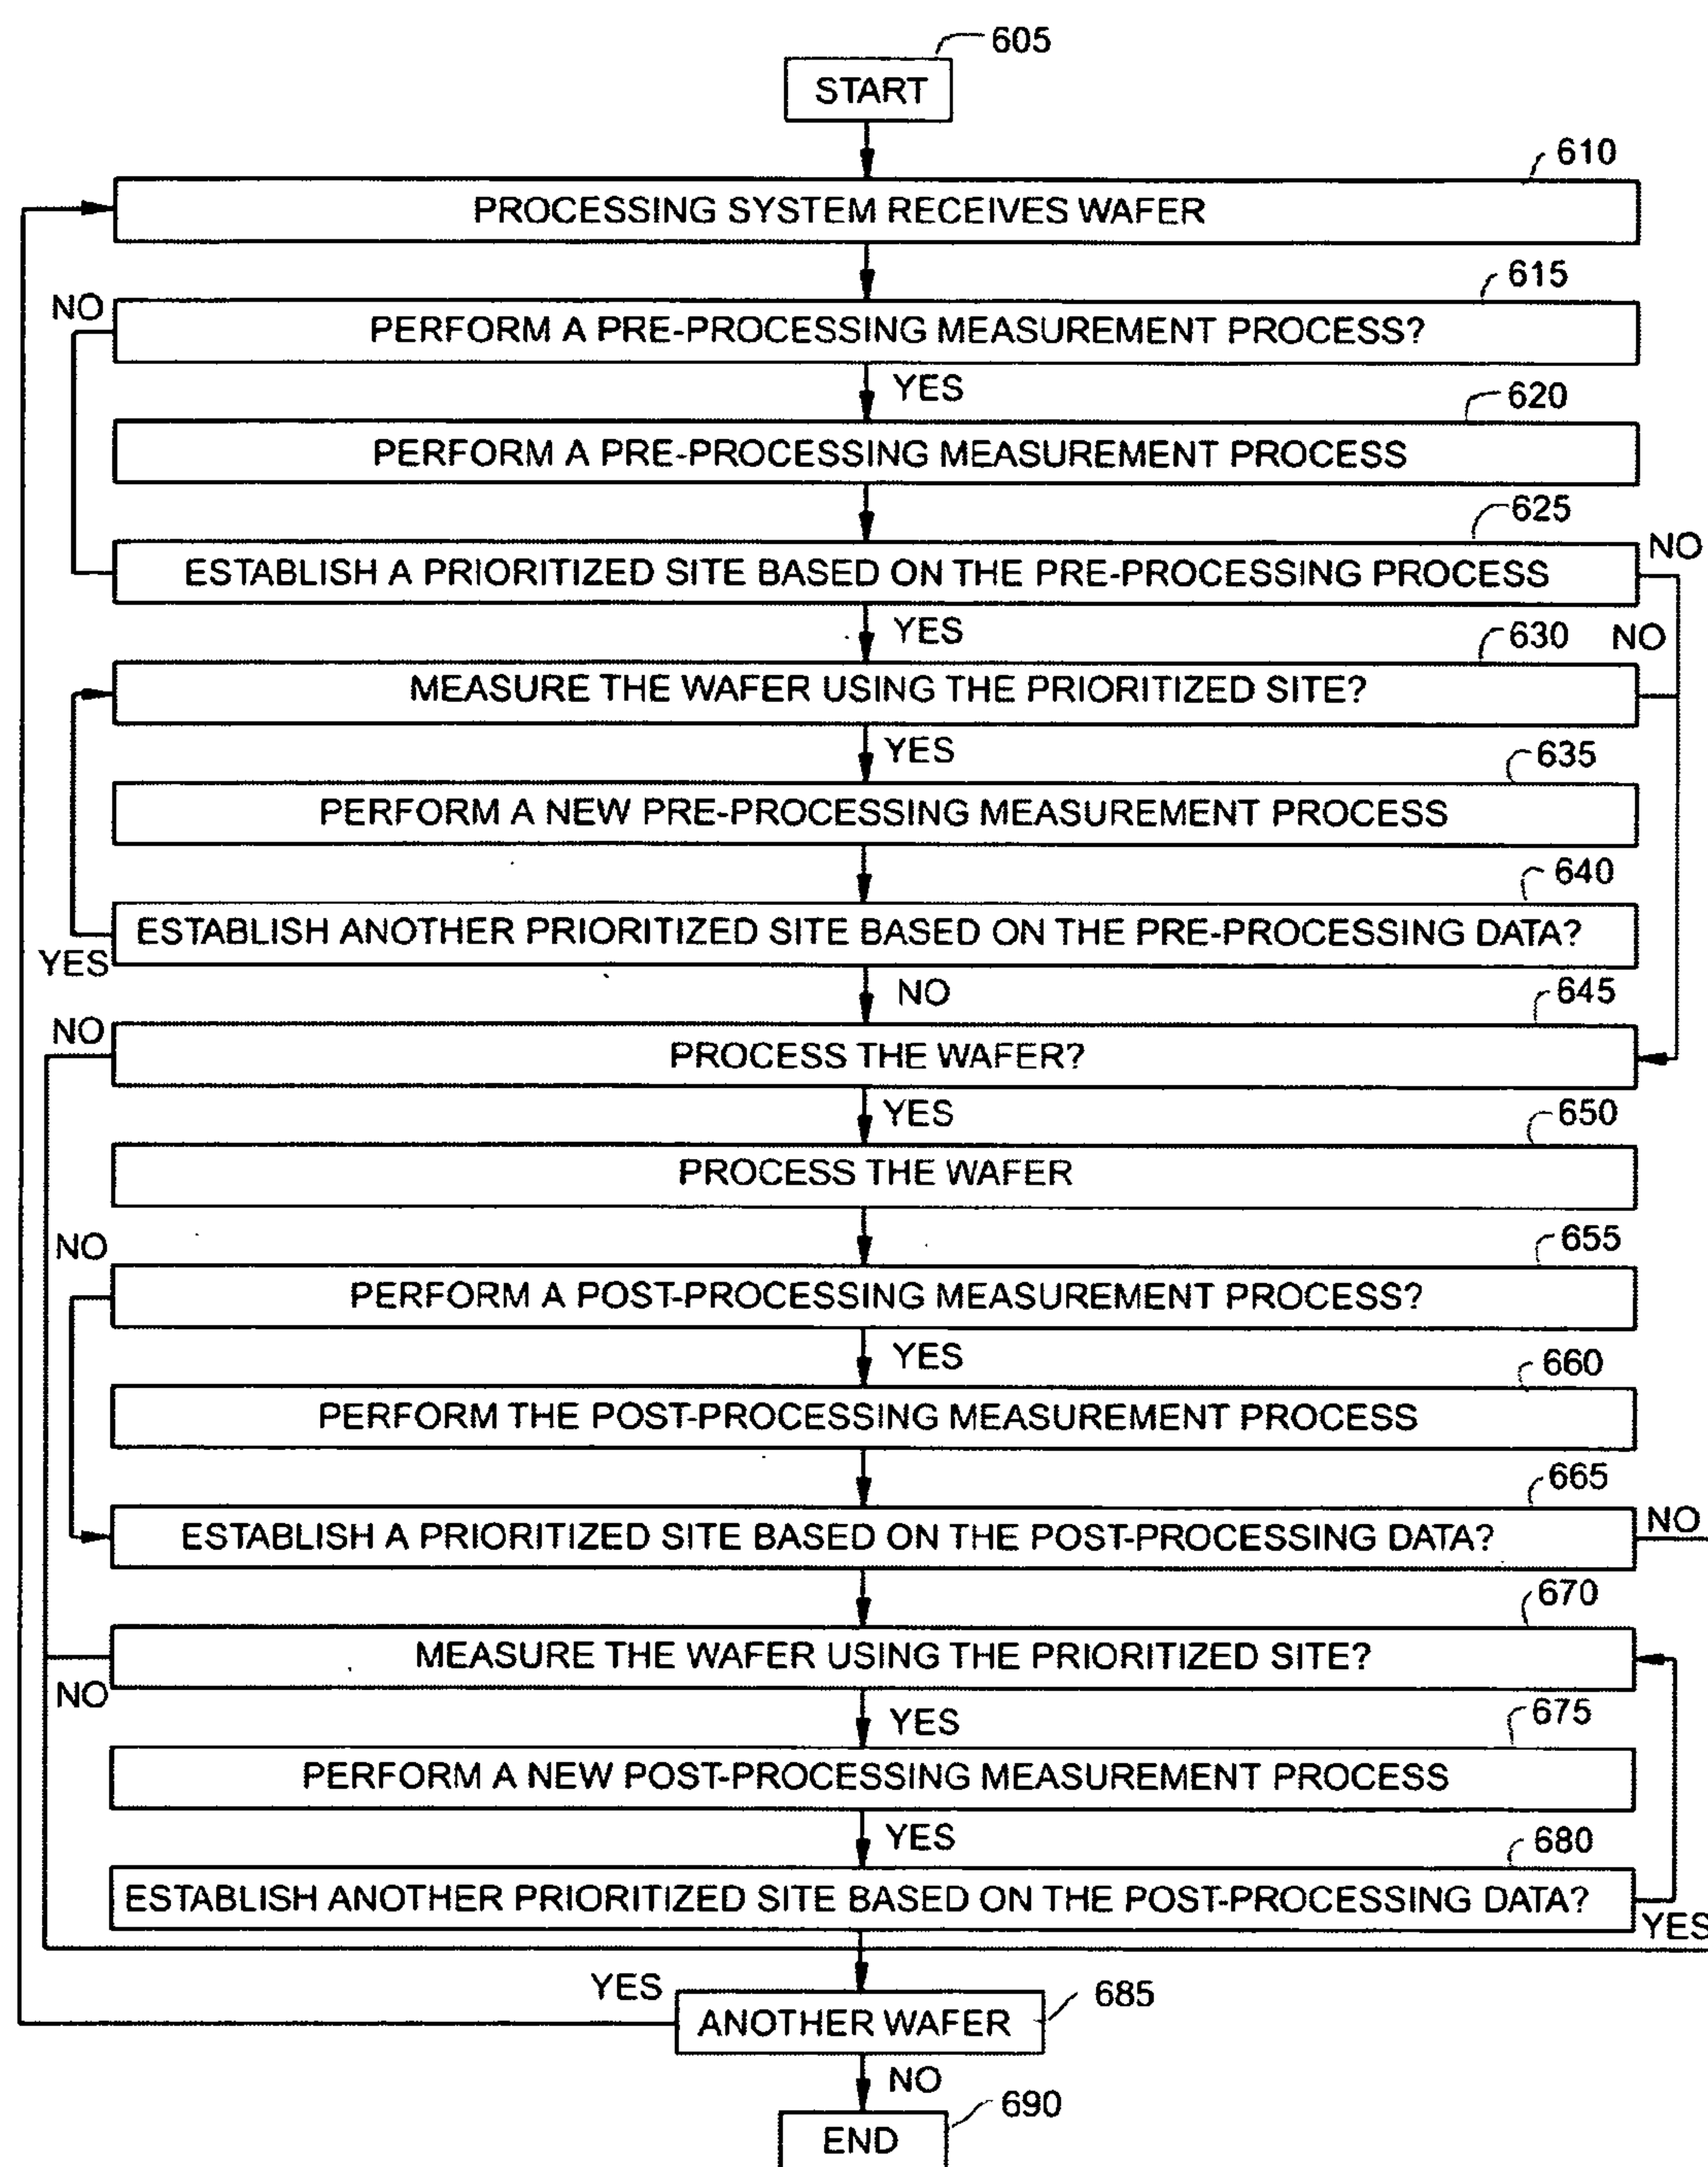 605
START
610
PROCESSING SYSTEM RECEIVES WAFER
615
NO
PERFORM A PRE-PROCESSING MEASUREMENT PROCESS?
YES
620
PERFORM A PRE-PROCESSING MEASUREMENT PROCESS
625
NO
ESTABLISH A PRIORITIZED SITE BASED ON THE PRE-PROCESSING PROCESS
YES
630
NO
MEASURE THE WAFER USING THE PRIORITIZED SITE?
YES
635
PERFORM A NEW PRE-PROCESSING MEASUREMENT PROCESS
640
ESTABLISH ANOTHER PRIORITIZED SITE BASED ON THE PRE-PROCESSING DATA?
YES
NO
645
NO
PROCESS THE WAFER?
YES
650
PROCESS THE WAFER
655
NO
PERFORM A POST-PROCESSING MEASUREMENT PROCESS?
YES
660
PERFORM THE POST-PROCESSING MEASUREMENT PROCESS
665
NO
ESTABLISH A PRIORITIZED SITE BASED ON THE POST-PROCESSING DATA?
670
MEASURE THE WAFER USING THE PRIORITIZED SITE?
NO
YES
675
PERFORM A NEW POST-PROCESSING MEASUREMENT PROCESS
YES
680
ESTABLISH ANOTHER PRIORITIZED SITE BASED ON THE POST-PROCESSING DATA?
YES
YES
685
ANOTHER WAFER
NO
690
END